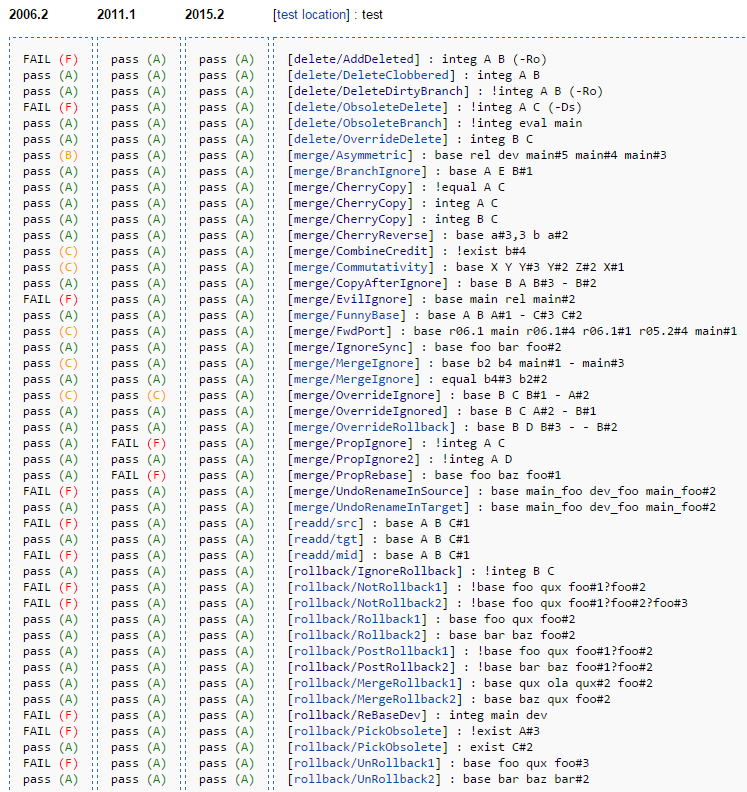 2006.2 2011.1 2015.2 [test location] : test
FAIL (F) pass (A) pass (A) [delete/AddDeleted] : integ A B (-Ro)
pass (A) pass (A) pass (A) [delete/DeleteClobbered] : integ A B
pass (A) pass (A) pass (A) [delete/DeleteDirtyBranch] : !integ A B (-Ro)
FAIL (F) pass (A) pass (A) [delete/ObsoleteDelete] : !integ A C (-Ds)
pass (A) pass (A) pass (A) [delete/ObsoleteBranch] : !integ eval main
pass (A) pass (A) pass (A) [delete/OverrideDelete] : integ B C
pass (B) pass (A) pass (A) [merge/Asymmetric] : base rel dev main#5 main#4 main#3
pass (A) pass (A) pass (A) [merge/BranchIgnore] : base A E B#1
pass (A) pass (A) pass (A) [merge/CherryCopy] : !equal A C
pass (A) pass (A) pass (A) [merge/CherryCopy] : integ A C
pass (A) pass (A) pass (A) [merge/CherryCopy] : integ B C
pass (A) pass (A) pass (A) [merge/CherryReverse] : base a#3,3 b a#2
pass (C) pass (A) pass (A) [merge/CombineCredit] : !exist b#4
pass (C) pass (A) pass (A) [merge/Commutativity] : base X Y Y#3 Y#2 Z#2 X#1
pass (A) pass (A) pass (A) [merge/CopyAfterIgnore] : base B A B#3 - B#2
FAIL (F) pass (A) pass (A) [merge/EvilIgnore] : base main rel main#2
pass (A) pass (A) pass (A) [merge/FunnyBase] : base A B A#1 - C#3 C#2
pass (C) pass (A) pass (A) [merge/FwdPort] : base r06.1 main r06.1#4 r06.1#1 r05.2#4 main#1
pass (A) pass (A) pass (A) [merge/IgnoreSync] : base foo bar foo#2
pass (C) pass (A) pass (A) [merge/MergeIgnore] : base b2 b4 main#1 - main#3
pass (A) pass (A) pass (A) [merge/MergeIgnore] : equal b4#3 b2#2
pass (C) pass (C) pass (A) [merge/OverrideIgnore] : base B C B#1 - A#2
pass (A) pass (A) pass (A) [merge/OverrideIgnored] : base B C A#2 - B#1
pass (A) pass (A) pass (A) [merge/OverrideRollback] : base B D B#3 - - B#2
pass (A) FAIL (F) pass (A) [merge/PropIgnore] : !integ A C
pass (A) pass (A) pass (A) [merge/PropIgnore2] : !integ A D
pass (A) FAIL (F) pass (A) [merge/PropRebase] : base foo baz foo#1
FAIL (F) pass (A) pass (A) [merge/UndoRenameInSource] : base main_foo dev_foo main_foo#2
pass (A) pass (A) pass (A) [merge/UndoRenameInTarget] : base main_foo dev_foo main_foo#2
FAIL (F) pass (A) pass (A) [readd/src] : base A B C#1
pass (A) pass (A) pass (A) [readd/tgt] : base A B C#1
FAIL (F) pass (A) pass (A) [readd/mid] : base A B C#1
pass (A) pass (A) pass (A) [rollback/IgnoreRollback] : !integ B C
FAIL (F) pass (A) pass (A) [rollback/NotRollback1] : !base foo qux foo#1?foo#2
FAIL (F) pass (A) pass (A) [rollback/NotRollback2] : !base foo qux foo#1?foo#2?foo#3
pass (A) pass (A) pass (A) [rollback/Rollback1] : base foo qux foo#2
pass (A) pass (A) pass (A) [rollback/Rollback2] : base bar baz foo#2
pass (A) pass (A) pass (A) [rollback/PostRollback1] : !base foo qux foo#1?foo#2
pass (A) pass (A) pass (A) [rollback/PostRollback2] : !base bar baz foo#1?foo#2
pass (A) pass (A) pass (A) [rollback/MergeRollback1] : base qux ola qux#2 foo#2
pass (A) pass (A) pass (A) [rollback/MergeRollback2] : base baz qux foo#2
FAIL (F) pass (A) pass (A) [rollback/ReBaseDev] : integ main dev
FAIL (F) pass (A) pass (A) [rollback/PickObsolete] : !exist A#3
pass (A) pass (A) pass (A) [rollback/PickObsolete] : exist C#2
FAIL (F) pass (A) pass (A) [rollback/UnRollback1] : base foo qux foo#3
pass (A) pass (A) pass (A) [rollback/UnRollback2] : base bar baz bar#2